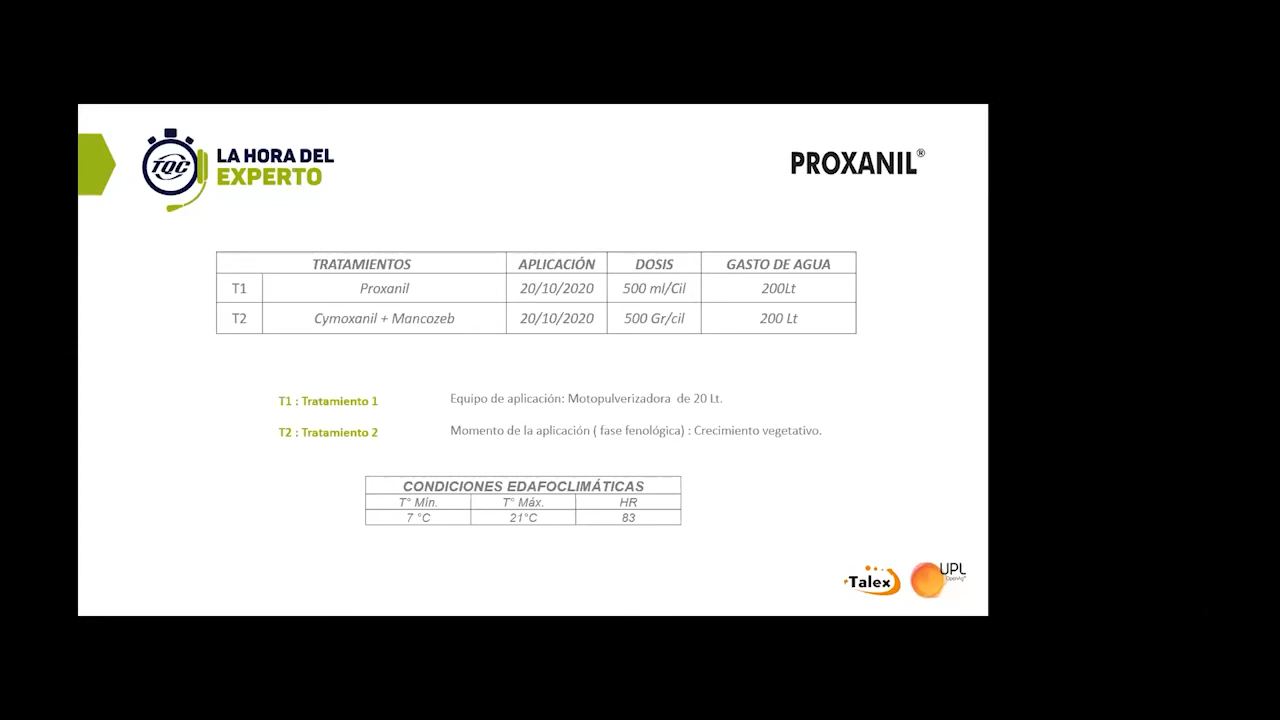 TQC
LA HORA DEL
EXPERTO
PROXANIL®
TRATAMIENTOS APLICACIÓN DOSIS GASTO DE AGUA
T1 Proxanil 20/10/2020 500 ml/Cil 200Lt
T2 Cymoxanil + Mancozeb 20/10/2020 500 Gr/cil 200 Lt
T1 : Tratamiento 1 Equipo de aplicación: Motopulverizadora de 20 Lt.
T2 : Tratamiento 2 Momento de la aplicación ( fase fenológica) : Crecimiento vegetativo.
CONDICIONES EDAFOCLIMÁTICAS
T° Mín. T° Máx. HR
7 °C 21°C 83
Talex UPL
OpenAg